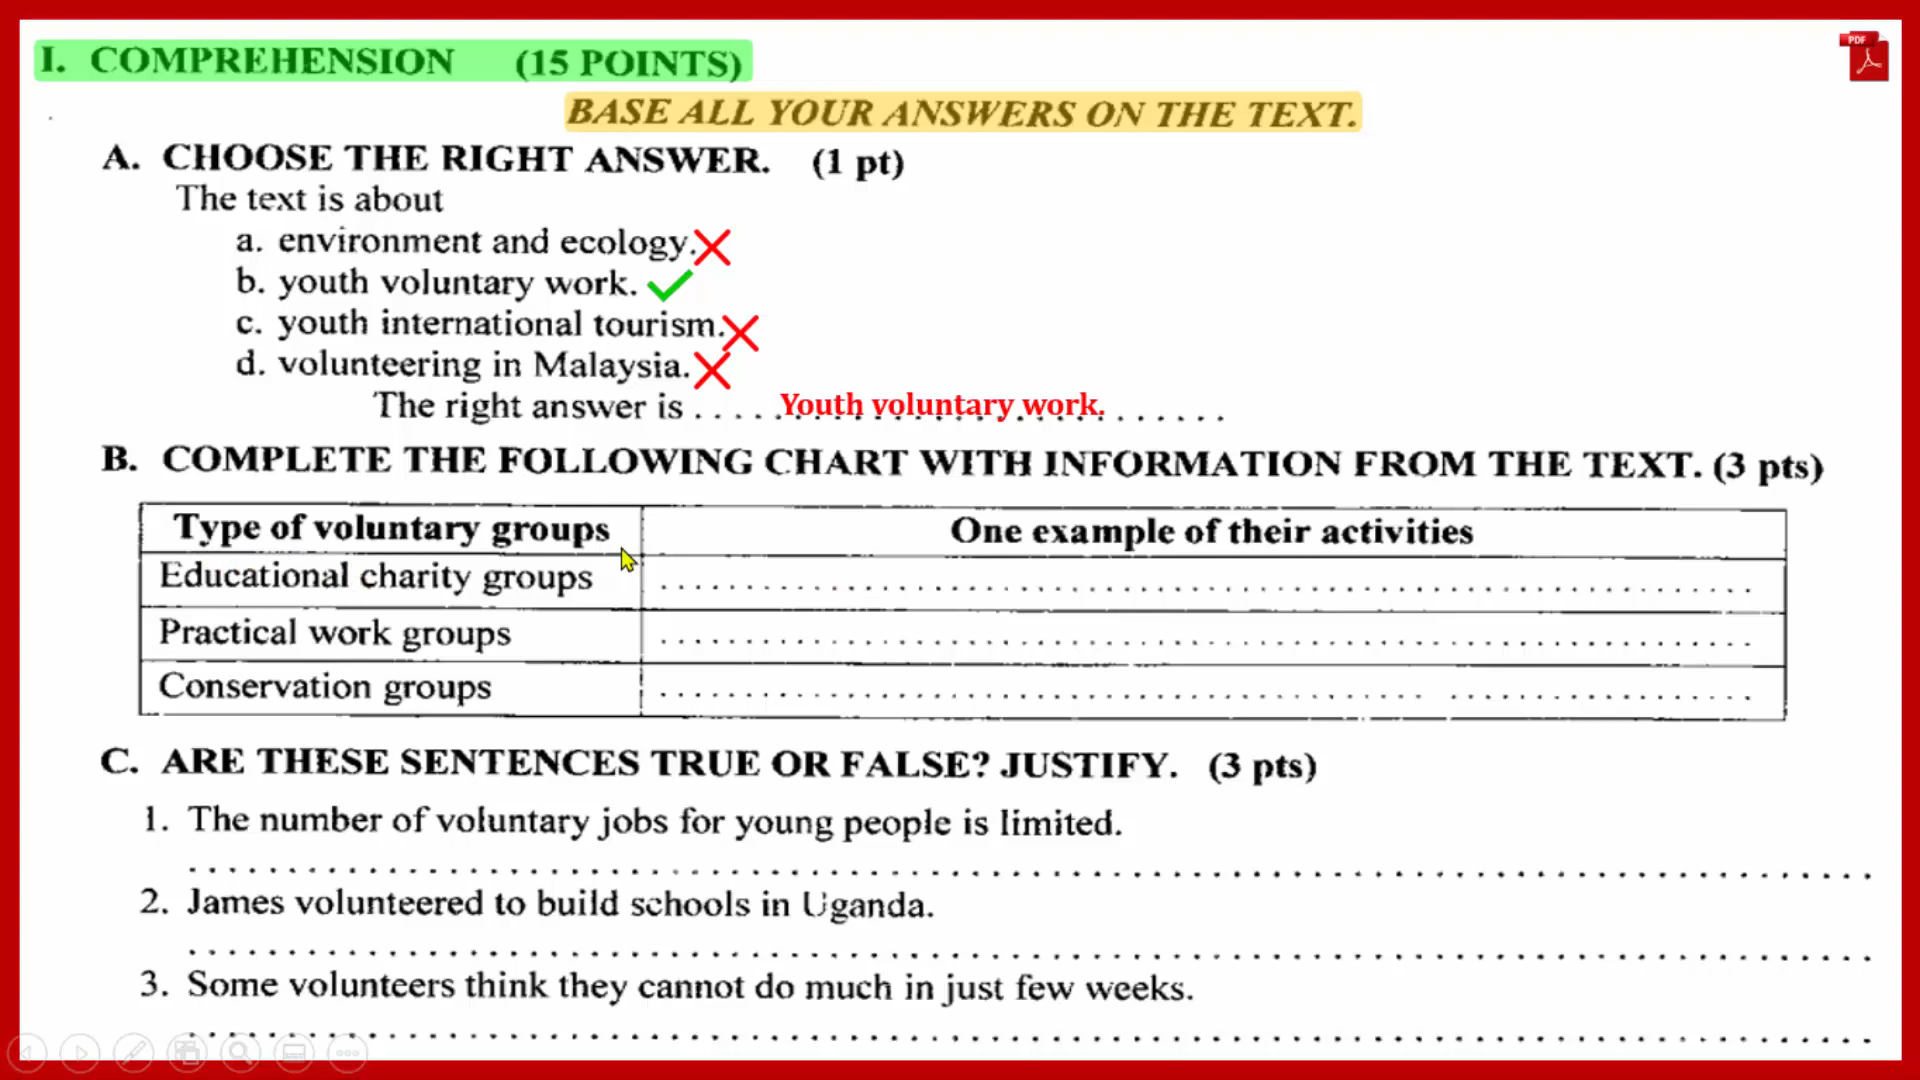 I. COMPREHENSION (15 POINTS)
PDF
BASE ALL YOUR ANSWERS ON THE TEXT.
A. CHOOSE THE RIGHT ANSWER. (1 pt)
The text is about
a. environment and ecology.
b. youth voluntary work.
c. youth international tourism.
d. volunteering in Malaysia.
The right answer is ..... Youth voluntary work. ......
B. COMPLETE THE FOLLOWING CHART WITH INFORMATION FROM THE TEXT. (3 pts)
Type of voluntary groups One example of their activities
Educational charity groups
Practical work groups
Conservation groups
C. ARE THESE SENTENCES TRUE OR FALSE? JUSTIFY. (3 pts)
1. The number of voluntary jobs for young people is limited.
2. James volunteered to build schools in Uganda.
3. Some volunteers think they cannot do much in just few weeks.